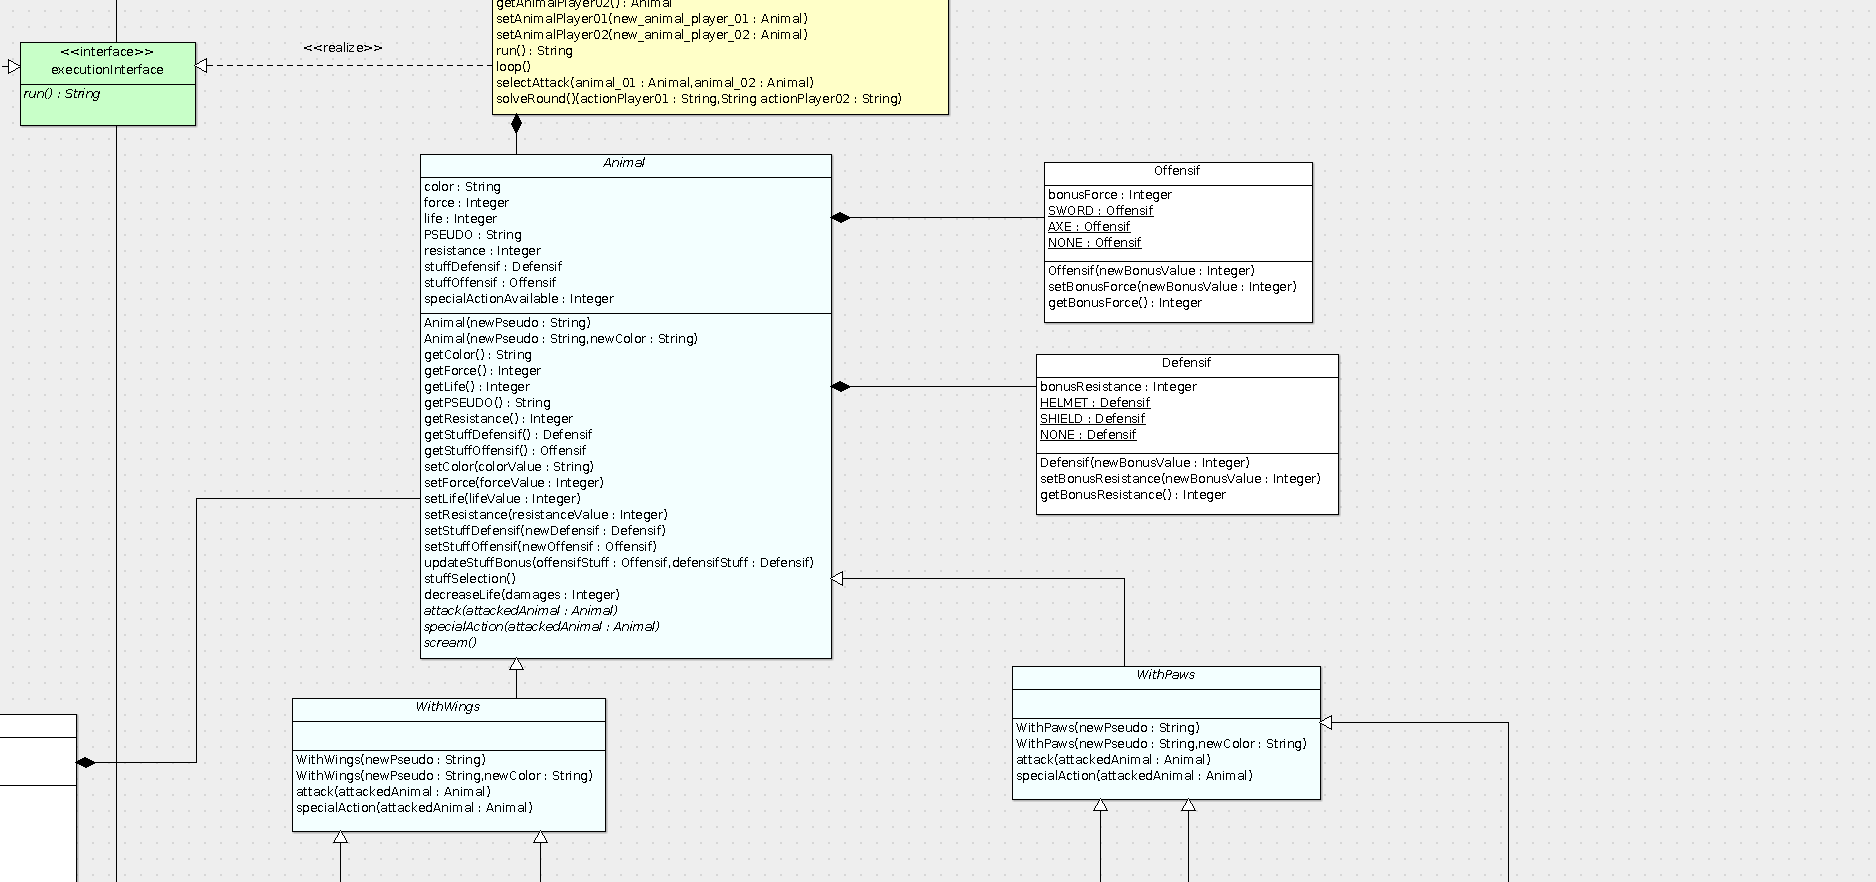 getAnimalPlayer02() : Animal
setAnimalPlayer01(new_animal_player_01 : Animal)
setAnimalPlayer02(new_animal_player_02 : Animal)
run() : String
loop()
selectAttack(animal_01 : Animal,animal_02 : Animal)
solveRound()(actionPlayer01 : String,String actionPlayer02 : String)
<<interface>>
executionInterface
run() : String
<<realize>>
Animal
color : String
force : Integer
life : Integer
PSEUDO : String
resistance : Integer
stuffDefensif : Defensif
stuffOffensif : Offensif
specialActionAvailable : Integer
Animal(newPseudo : String)
Animal(newPseudo : String,newColor : String)
getColor() : String
getForce() : Integer
getLife() : Integer
getPSEUDO() : String
getResistance() : Integer
getStuffDefensif() : Defensif
getStuffOffensif() : Offensif
setColor(colorValue : String)
setForce(forceValue : Integer)
setLife(lifeValue : Integer)
setResistance(resistanceValue : Integer)
setStuffDefensif(newDefensif : Defensif)
setStuffOffensif(newOffensif : Offensif)
updateStuffBonus(offensifStuff : Offensif,defensifStuff : Defensif)
stuffSelection()
decreaseLife(damages : Integer)
attack(attackedAnimal : Animal)
specialAction(attackedAnimal : Animal)
scream()
Offensif
bonusForce : Integer
SWORD : Offensif
AXE : Offensif
NONE : Offensif
Offensif(newBonusValue : Integer)
setBonusForce(newBonusValue : Integer)
getBonusForce() : Integer
Defensif
bonusResistance : Integer
HELMET : Defensif
SHIELD : Defensif
NONE : Defensif
Defensif(newBonusValue : Integer)
setBonusResistance(newBonusValue : Integer)
getBonusResistance() : Integer
WithWings
WithWings(newPseudo : String)
WithWings(newPseudo : String,newColor : String)
attack(attackedAnimal : Animal)
specialAction(attackedAnimal : Animal)
WithPaws
WithPaws(newPseudo : String)
WithPaws(newPseudo : String,newColor : String)
attack(attackedAnimal : Animal)
specialAction(attackedAnimal : Animal)